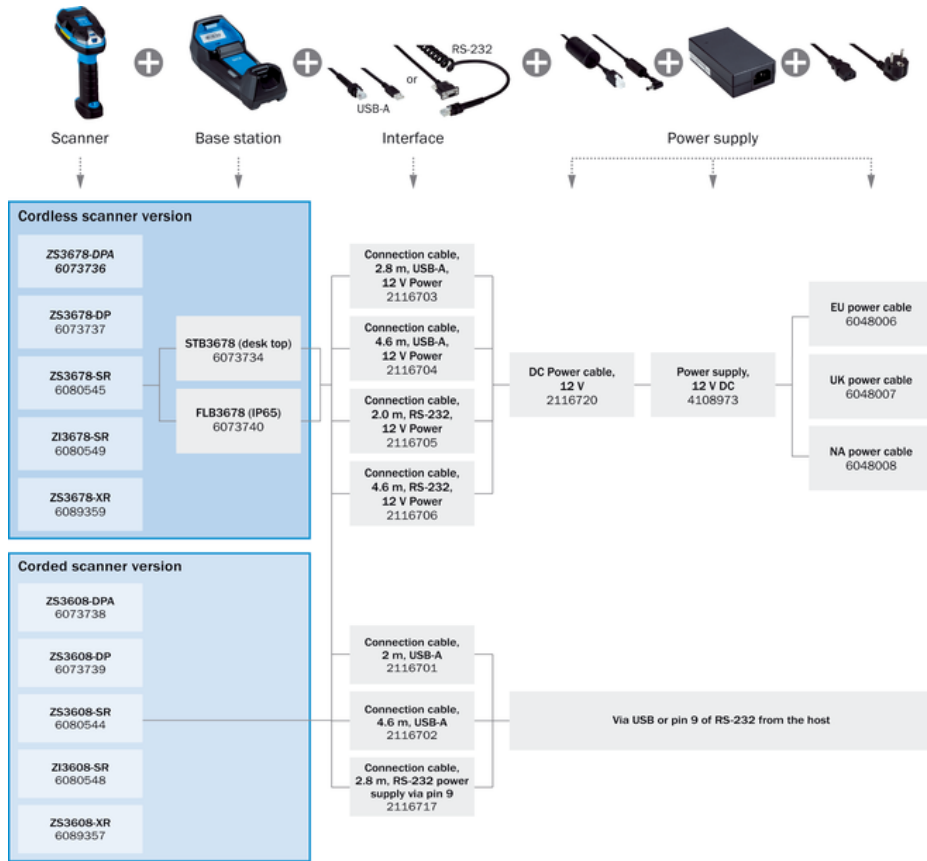 RS-232
or
USB-A
Scanner
Base station
Interface
Power supply
Cordless scanner version
ZS3678-DPA
6073736
ZS3678-DP
6073737
ZS3678-SR
6080545
ZI3678-SR
6080549
ZS3678-XR
6089359
STB3678 (desk top)
6073734
FLB3678 (IP65)
6073740
Connection cable,
2.8 m, USB-A,
12 V Power
2116703
Connection cable,
4.6 m, USB-A,
12 V Power
2116704
Connection cable,
2.0 m, RS-232,
12 V Power
2116705
Connection cable,
4.6 m, RS-232,
12 V Power
2116706
DC Power cable,
12 V
2116720
Power supply,
12 V DC
4108973
EU power cable
6048006
UK power cable
6048007
NA power cable
6048008
Corded scanner version
ZS3608-DPA
6073738
ZS3608-DP
6073739
ZS3608-SR
6080544
ZI3608-SR
6080548
ZS3608-XR
6089357
Connection cable,
2 m, USB-A
2116701
Connection cable,
4.6 m, USB-A
2116702
Connection cable,
2.8 m, RS-232 power
supply via pin 9
2116717
Via USB or pin 9 of RS-232 from the host